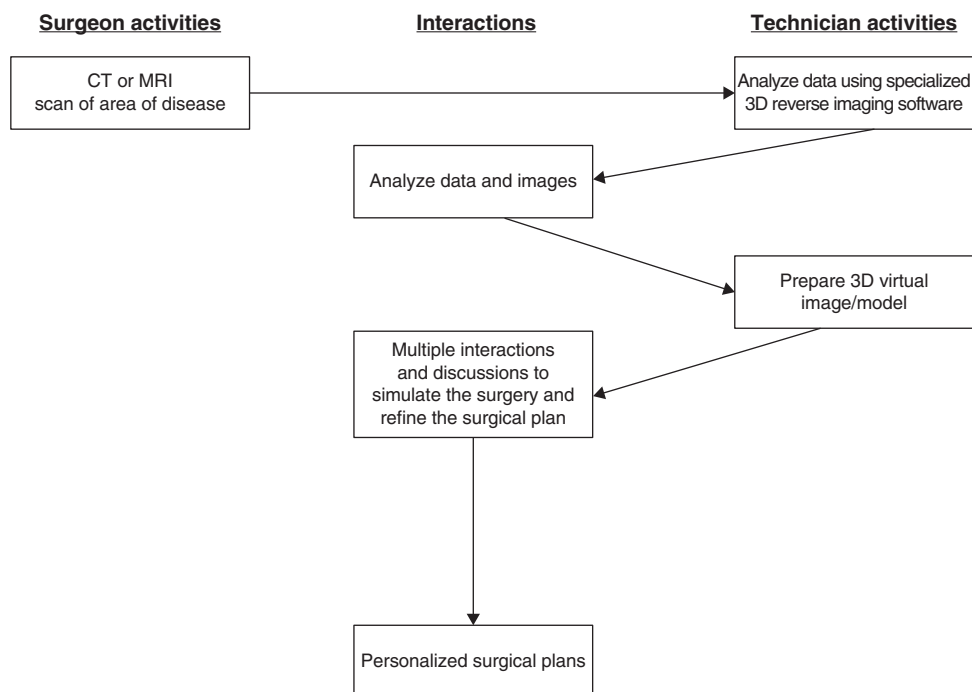 Surgeon activities
Interactions
Technician activities
CT or MRI
scan of area of disease
Analyze data using specialized
3D reverse imaging software
Analyze data and images
Prepare 3D virtual
image/model
Multiple interactions
and discussions to
simulate the surgery and
refine the surgical plan
Personalized surgical plans